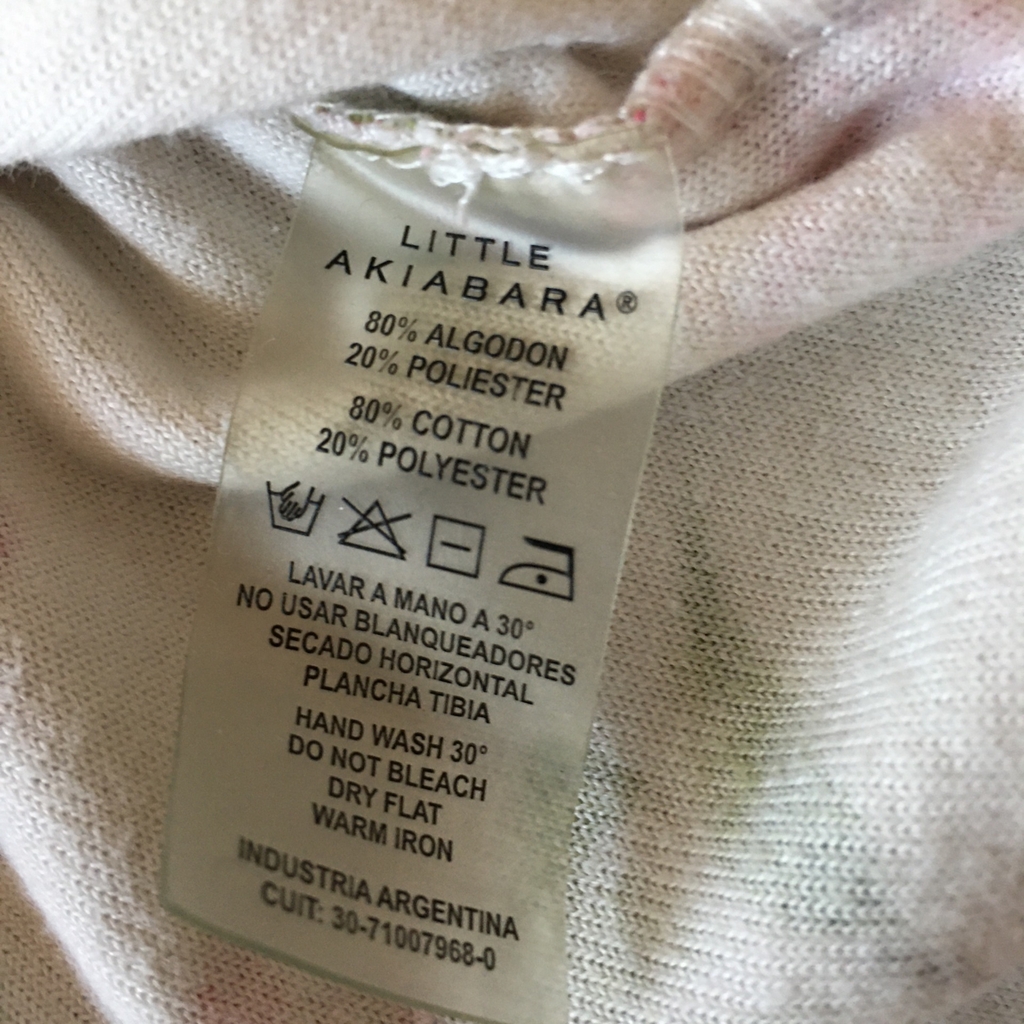 LITTLE
AKIABARA®
80% ALGODON
20% POLIESTER
80% COTTON
20% POLYESTER
LAVAR A MANO A 30°
NO USAR BLANQUEADORES
SECADO HORIZONTAL
PLANCHA TIBIA
HAND WASH 30°
DO NOT BLEACH
DRY FLAT
WARM IRON
INDUSTRIA ARGENTINA
CUIT: 30-71007968-0